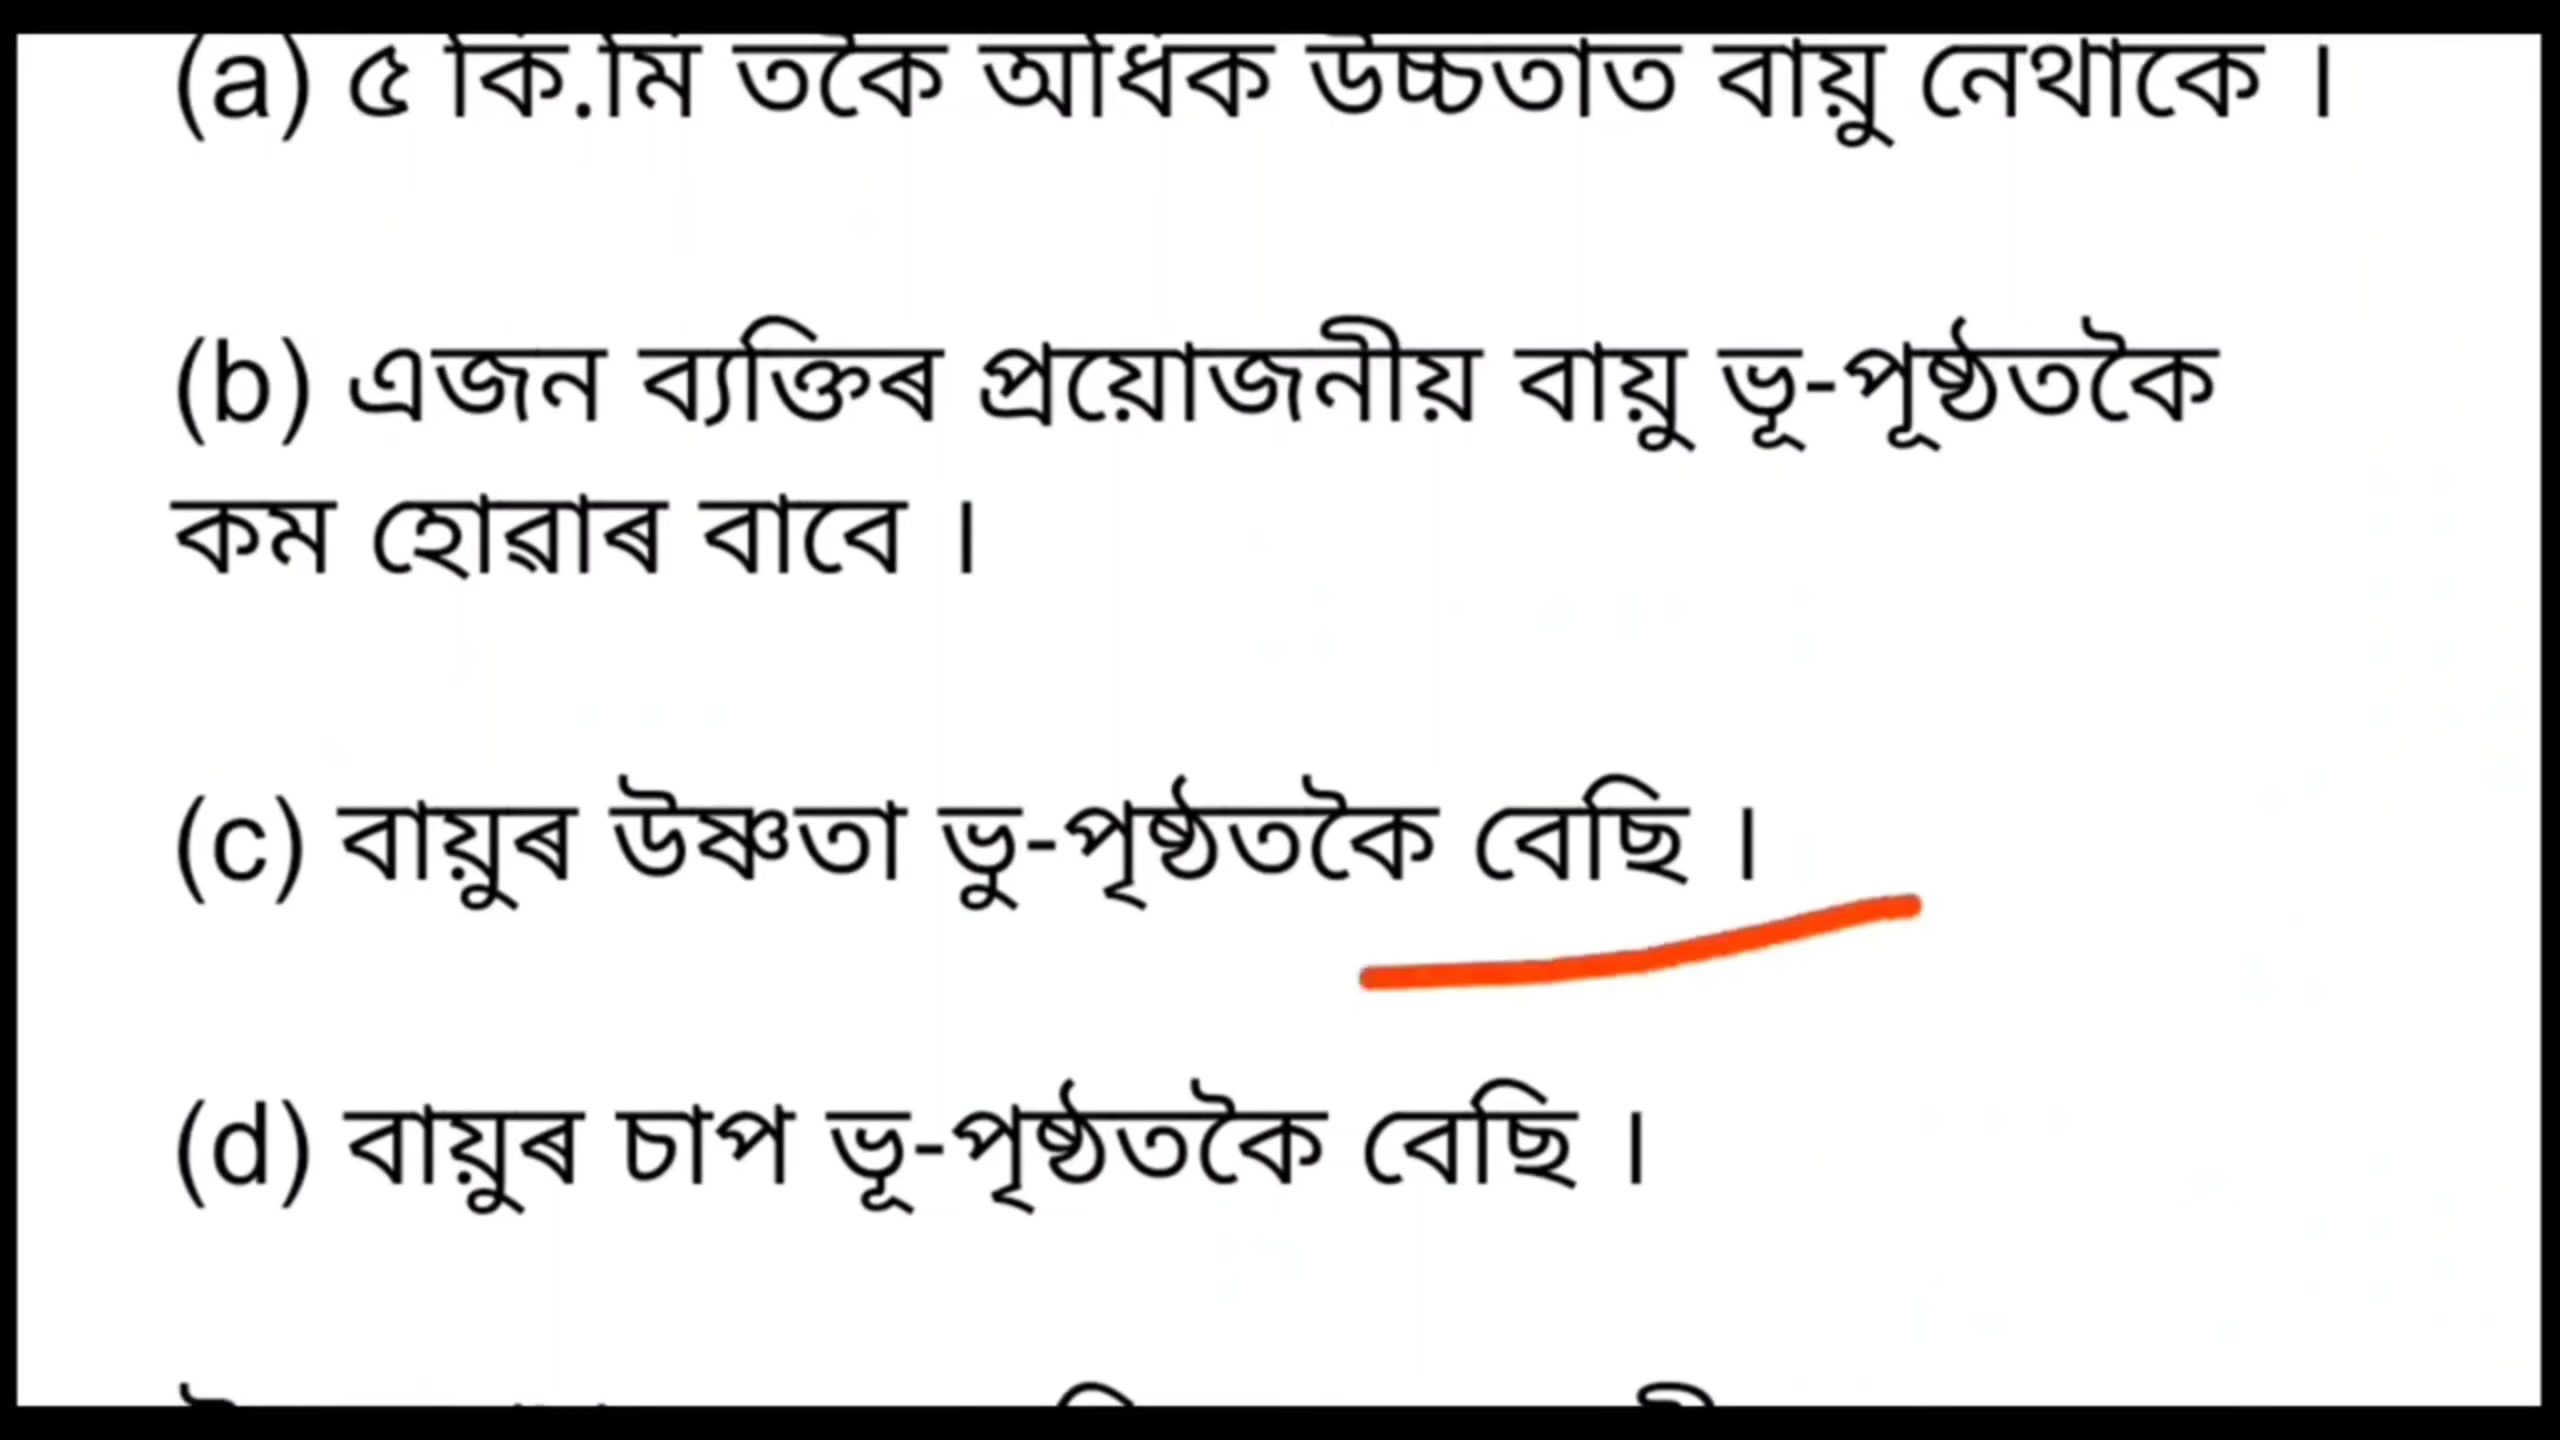 (a) ৫ কি.মি তকৈ অধিক উচ্চতাত বায়ু নেথাকে ।
(b) এজন ব্যক্তিৰ প্ৰয়োজনীয় বায়ু ভূ-পূষ্ঠতকৈ
কম হোৱাৰ বাবে ।
(c) বায়ুৰ উষ্ণতা ভু-পৃষ্ঠতকৈ বেছি ।
(d) বায়ুৰ চাপ ভূ-পৃষ্ঠতকৈ বেছি ।